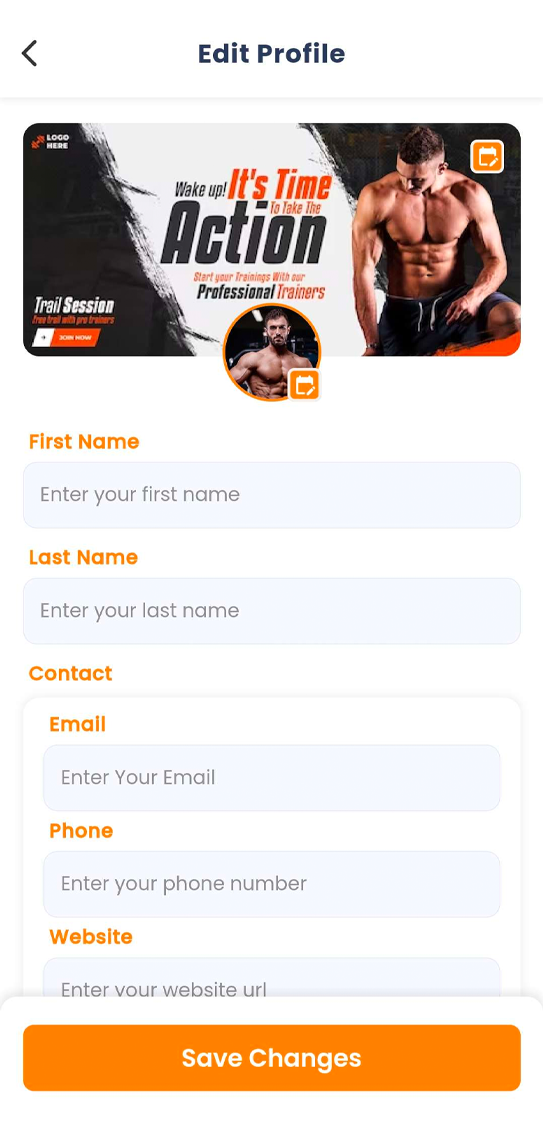 Edit Profile
LOGO
HERE
Wake up! It's Time
To Take The
Action
Start your Trainings With our
Professional Trainers
Trail Session
free trail with pro trainers
JOIN NOW
First Name
Enter your first name
Last Name
Enter your last name
Contact
Email
Enter Your Email
Phone
Enter your phone number
Website
Enter your website url
Save Changes